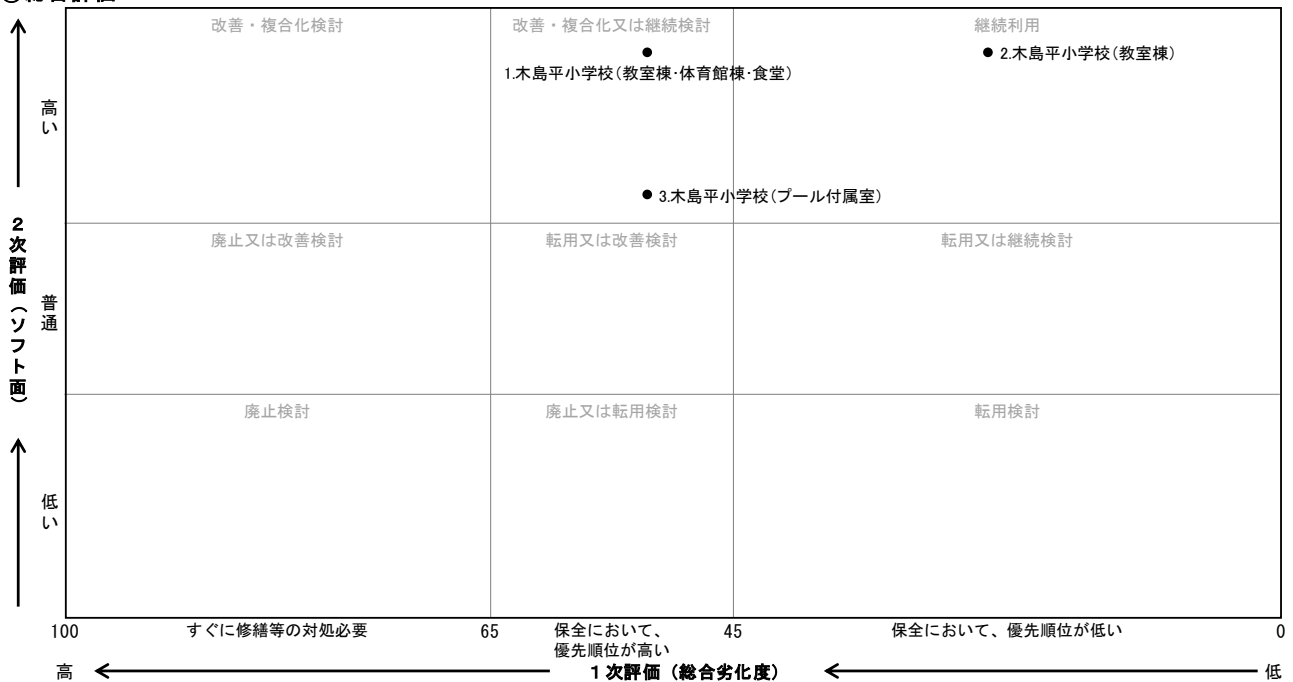 改善・複合化検討
改善・複合化又は継続検討
継続利用
2.木島平小学校(教室棟)
1.木島平小学校(教室棟・体育館棟・食堂)
高い
3.木島平小学校(プール付属室)
2次評価(ソフト面)
廃止又は改善検討
転用又は改善検討
転用又は継続検討
普通
廃止検討
廃止又は転用検討
転用検討
低い
100
すぐに修繕等の対処必要
65
保全において、
優先順位が高い
45
保全において、優先順位が低い
0
高
1次評価(総合劣化度)
低